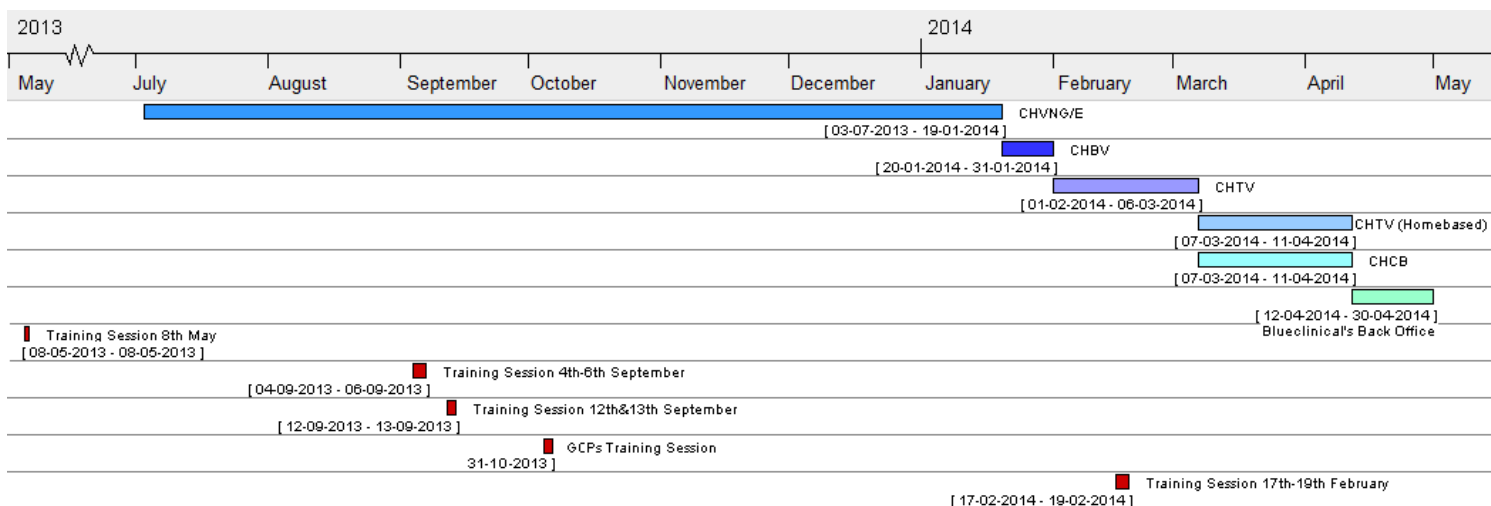 2013 2014
May July August September October November December January February March April May
CHVNG/E
[ 03-07-2013 - 19-01-2014 ]
CHBV
[ 20-01-2014 - 31-01-2014 ]
CHTV
[ 01-02-2014 - 06-03-2014 ]
CHTV (Homebased)
[ 07-03-2014 - 11-04-2014 ]
CHCB
[ 07-03-2014 - 11-04-2014 ]
[ 12-04-2014 - 30-04-2014 ]
Blueclinical's Back Office
Training Session 8th May
[ 08-05-2013 - 08-05-2013 ]
Training Session 4th-6th September
[ 04-09-2013 - 06-09-2013 ]
Training Session 12th&13th September
[ 12-09-2013 - 13-09-2013 ]
GCPs Training Session
31-10-2013 ]
Training Session 17th-19th February
[ 17-02-2014 - 19-02-2014 ]